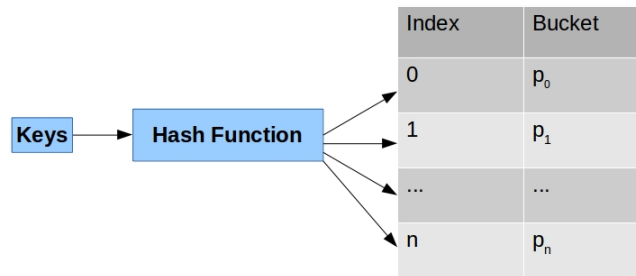 Index Bucket
0 p₀
Keys Hash Function 1 p₁
... ...
n pₙ